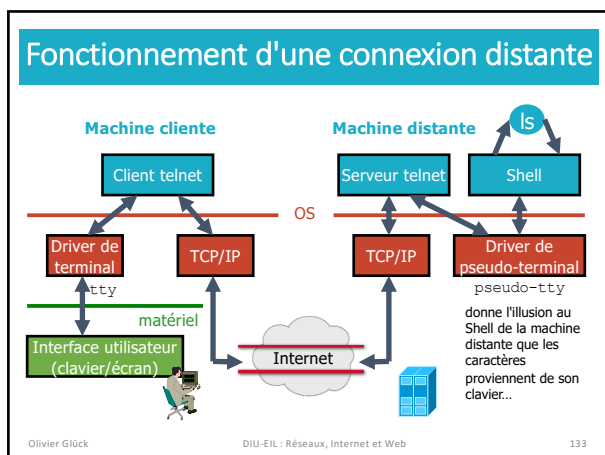 Fonctionnement d'une connexion distante
Machine cliente
Machine distante
ls
Client telnet
Serveur telnet
Shell
OS
Driver de
terminal
TCP/IP
TCP/IP
Driver de
pseudo-terminal
tty
pseudo-tty
matériel
Interface utilisateur
(clavier/écran)
Internet
donne l'illusion au
Shell de la machine
distante que les
caractères
proviennent de son
clavier...
Olivier Glück
DIU-EIL : Réseaux, Internet et Web
133